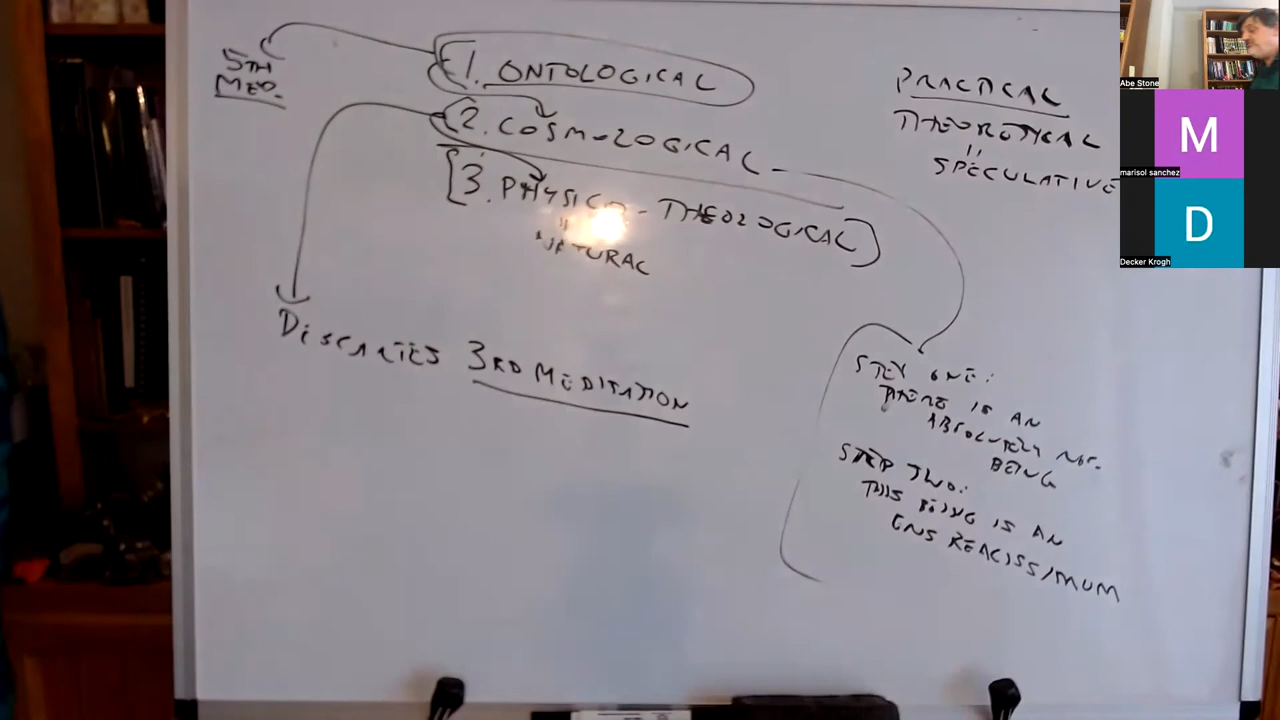 5TH
MED.
1. ONTOLOGICAL
2. COSMOLOGICAL
3. PHYSICO-THEOLOGICAL
"
NATURAL
DESCARTES 3RD MEDITATION
PRACTICAL
THEORETICAL
"
SPECULATIVE
STEP ONE:
THERE IS AN
ABSOLUTELY NEC.
BEING
STEP TWO:
THIS BEING IS AN
ENS REALISSIMUM
Abe Stone
M
marisol sanchez
D
Decker Krogh